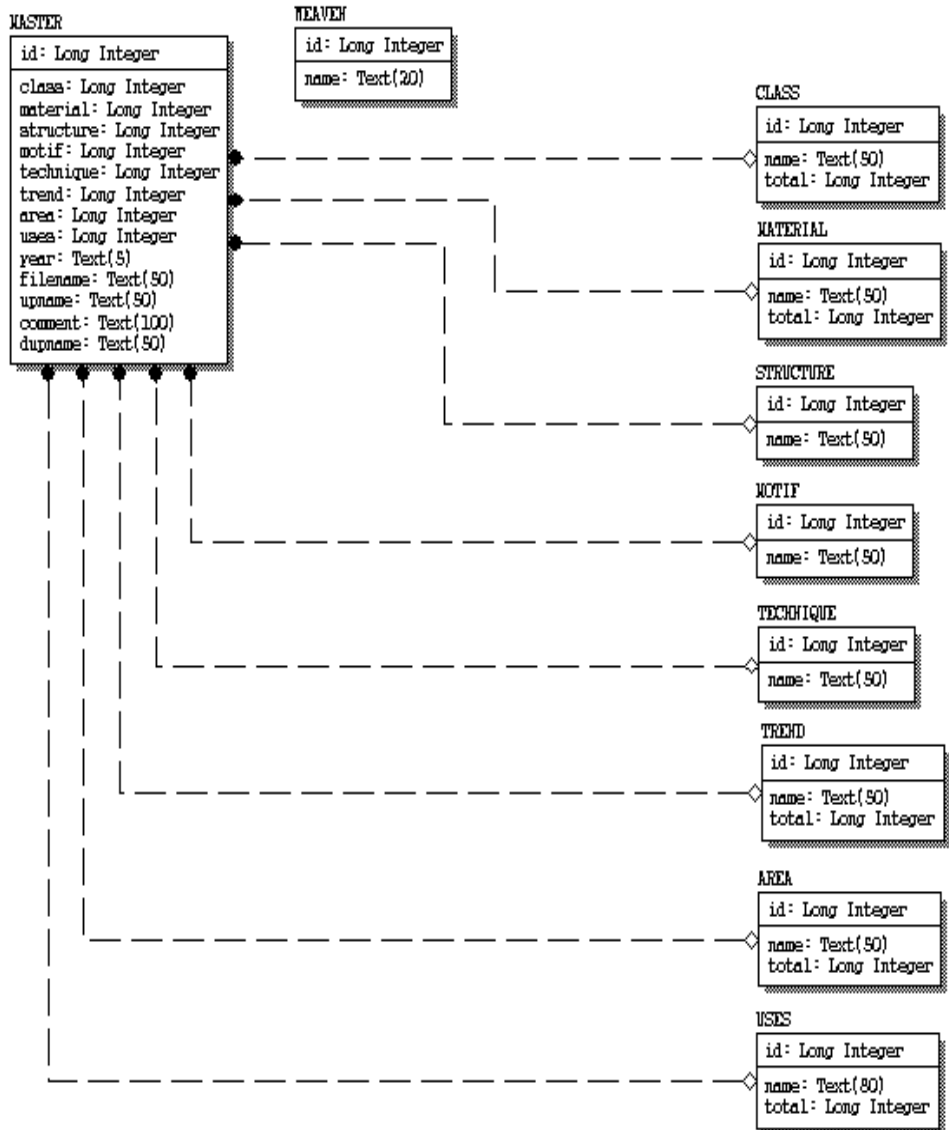 MASTER
id: Long Integer
class: Long Integer
material: Long Integer
structure: Long Integer
motif: Long Integer
technique: Long Integer
trend: Long Integer
area: Long Integer
uses: Long Integer
year: Text(5)
filename: Text(50)
upname: Text(50)
comment: Text(100)
dupname: Text(50)
id: Long Integer
name: Text(20)
CLASS
id: Long Integer
name: Text(50)
total: Long Integer
MATERIAL
id: Long Integer
name: Text(50)
total: Long Integer
STRUCTURE
id: Long Integer
name: Text(50)
MOTIF
id: Long Integer
name: Text(50)
TECHNIQUE
id: Long Integer
name: Text(50)
TREND
id: Long Integer
name: Text(50)
total: Long Integer
AREA
id: Long Integer
name: Text(50)
total: Long Integer
USES
id: Long Integer
name: Text(80)
total: Long Integer